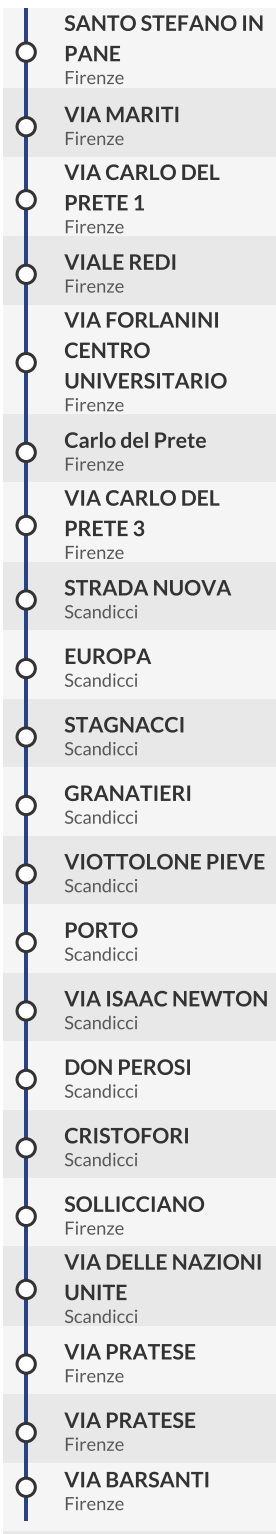 SANTO STEFANO IN
PANE
Firenze
VIA MARITI
Firenze
VIA CARLO DEL
PRETE 1
Firenze
VIALE REDI
Firenze
VIA FORLANINI
CENTRO
UNIVERSITARIO
Firenze
Carlo del Prete
Firenze
VIA CARLO DEL
PRETE 3
Firenze
STRADA NUOVA
Scandicci
EUROPA
Scandicci
STAGNACCI
Scandicci
GRANATIERI
Scandicci
VIOTTOLONE PIEVE
Scandicci
PORTO
Scandicci
VIA ISAAC NEWTON
Scandicci
DON PEROSI
Scandicci
CRISTOFORI
Scandicci
SOLLICCIANO
Firenze
VIA DELLE NAZIONI
UNITE
Scandicci
VIA PRATESE
Firenze
VIA PRATESE
Firenze
VIA BARSANTI
Firenze